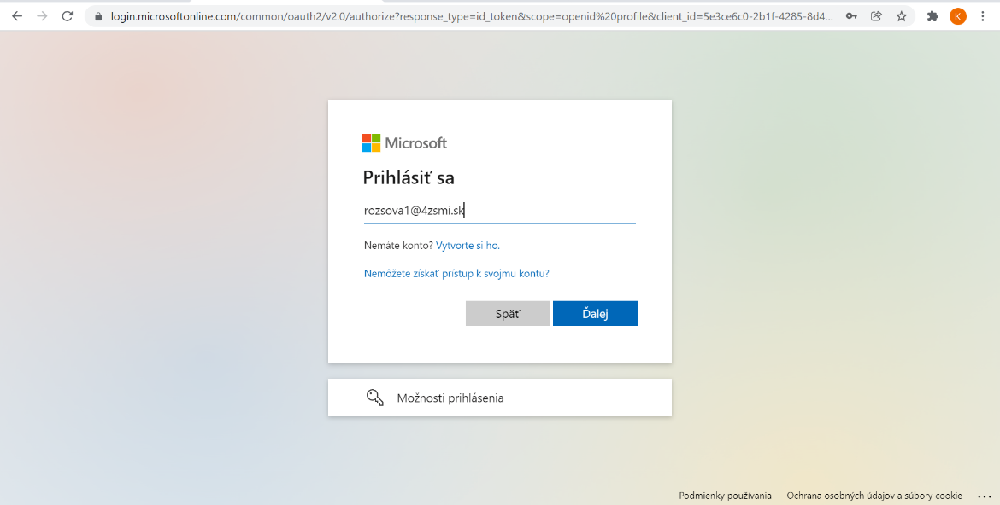 login.microsoftonline.com/common/oauth2/v2.0/authorize?response_type=id_token&scope=openid%20profile&client_id=5e3ce6c0-2b1f-4285-8d4...
K
Microsoft
Prihlásiť sa
rozsova1@4zsmi.sk
Nemáte konto? Vytvorte si ho.
Nemôžete získať prístup k svojmu kontu?
Späť Ďalej
Možnosti prihlásenia
Podmienky používania Ochrana osobných údajov a súbory cookie ...